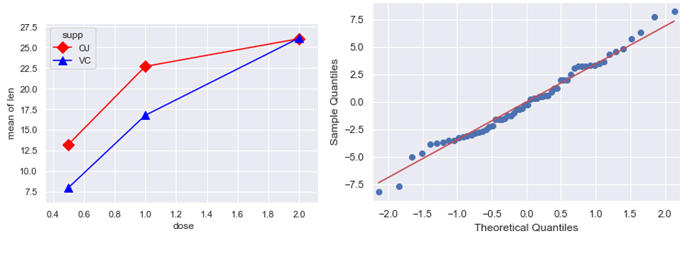 supp
OJ
VC
27.5
25.0
22.5
20.0
17.5
15.0
12.5
10.0
7.5
mean of len
0.4 0.6 0.8 1.0 1.2 1.4 1.6 1.8 2.0
dose
7.5
5.0
2.5
0.0
−2.5
−5.0
−7.5
Sample Quantiles
−2.0 −1.5 −1.0 −0.5 0.0 0.5 1.0 1.5 2.0
Theoretical Quantiles